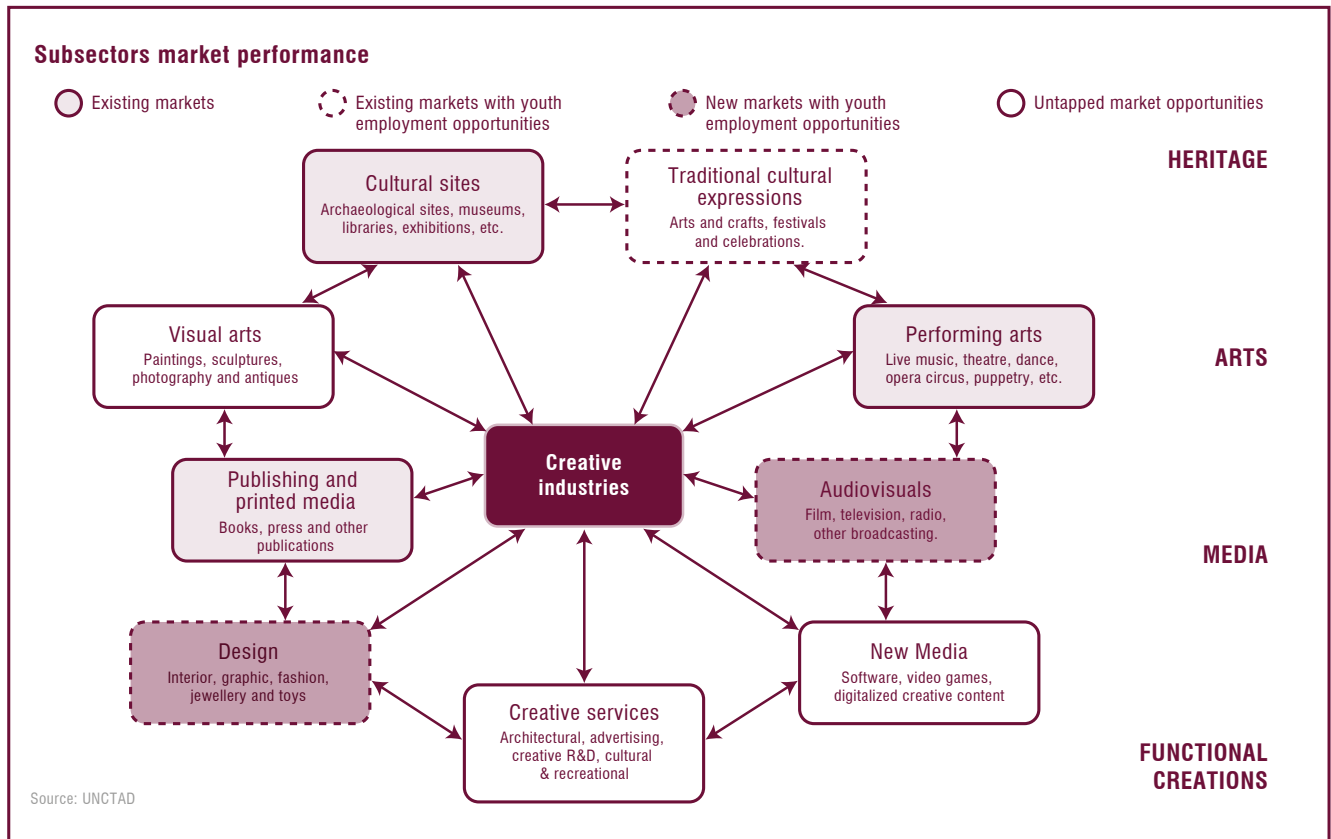 Subsectors market performance
Existing markets
Existing markets with youth
employment opportunities
New markets with youth
employment opportunities
Untapped market opportunities
HERITAGE
Cultural sites
Archaeological sites, museums,
libraries, exhibitions, etc.
Traditional cultural
expressions
Arts and crafts, festivals
and celebrations.
Visual arts
Paintings, sculptures,
photography and antiques
Performing arts
Live music, theatre, dance,
opera circus, puppetry, etc.
ARTS
Creative
industries
Publishing and
printed media
Books, press and other
publications
Audiovisuals
Film, television, radio,
other broadcasting.
MEDIA
Design
Interior, graphic, fashion,
jewellery and toys
New Media
Software, video games,
digitalized creative content
Creative services
Architectural, advertising,
creative R&D, cultural
& recreational
FUNCTIONAL
CREATIONS
Source: UNCTAD